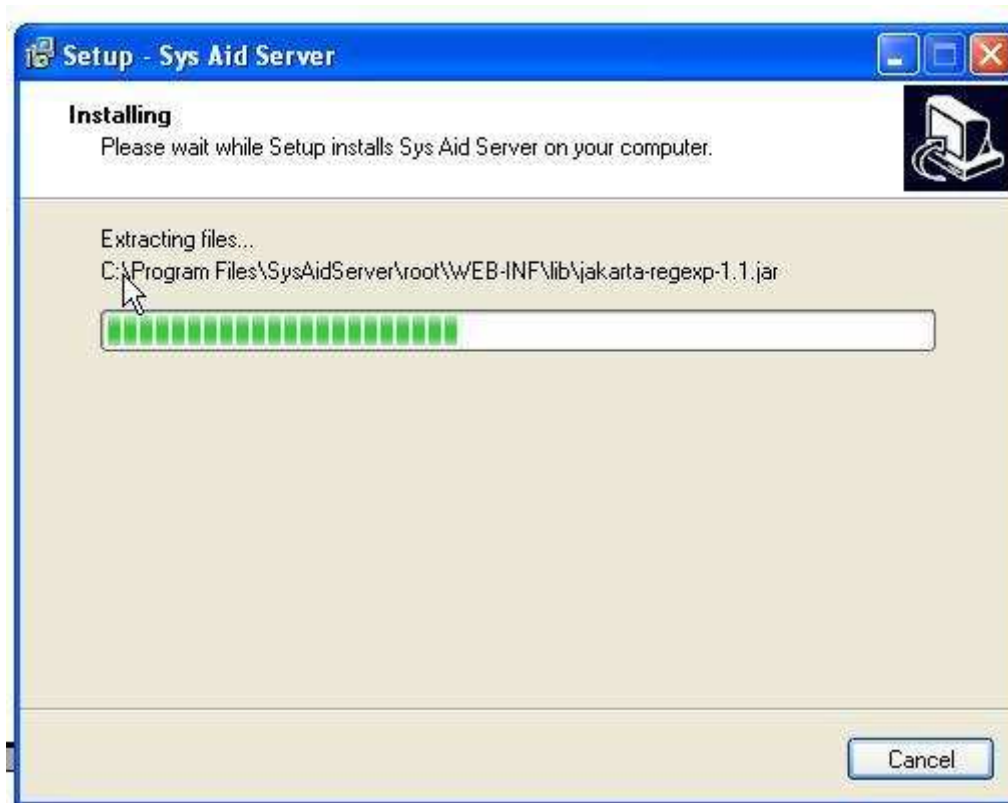 Setup - Sys Aid Server
Installing
Please wait while Setup installs Sys Aid Server on your computer.
Extracting files...
C:\Program Files\SysAidServer\root\WEB-INF\lib\jakarta-regexp-1.1.jar
Cancel